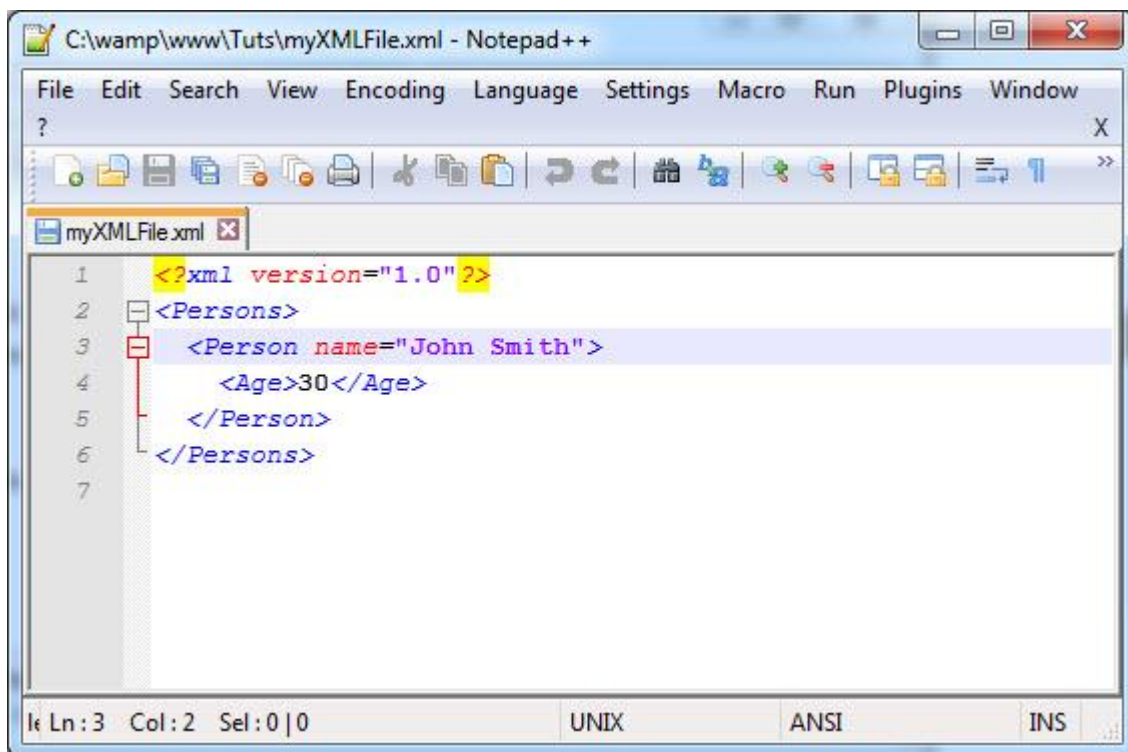 C:\wamp\www\Tuts\myXMLFile.xml - Notepad++
File Edit Search View Encoding Language Settings Macro Run Plugins Window
? X
myXMLFile.xml
1 <?xml version="1.0"?>
2 <Persons>
3 <Person name="John Smith">
4 <Age>30</Age>
5 </Person>
6 </Persons>
7
Ln : 3 Col : 2 Sel : 0 | 0 UNIX ANSI INS